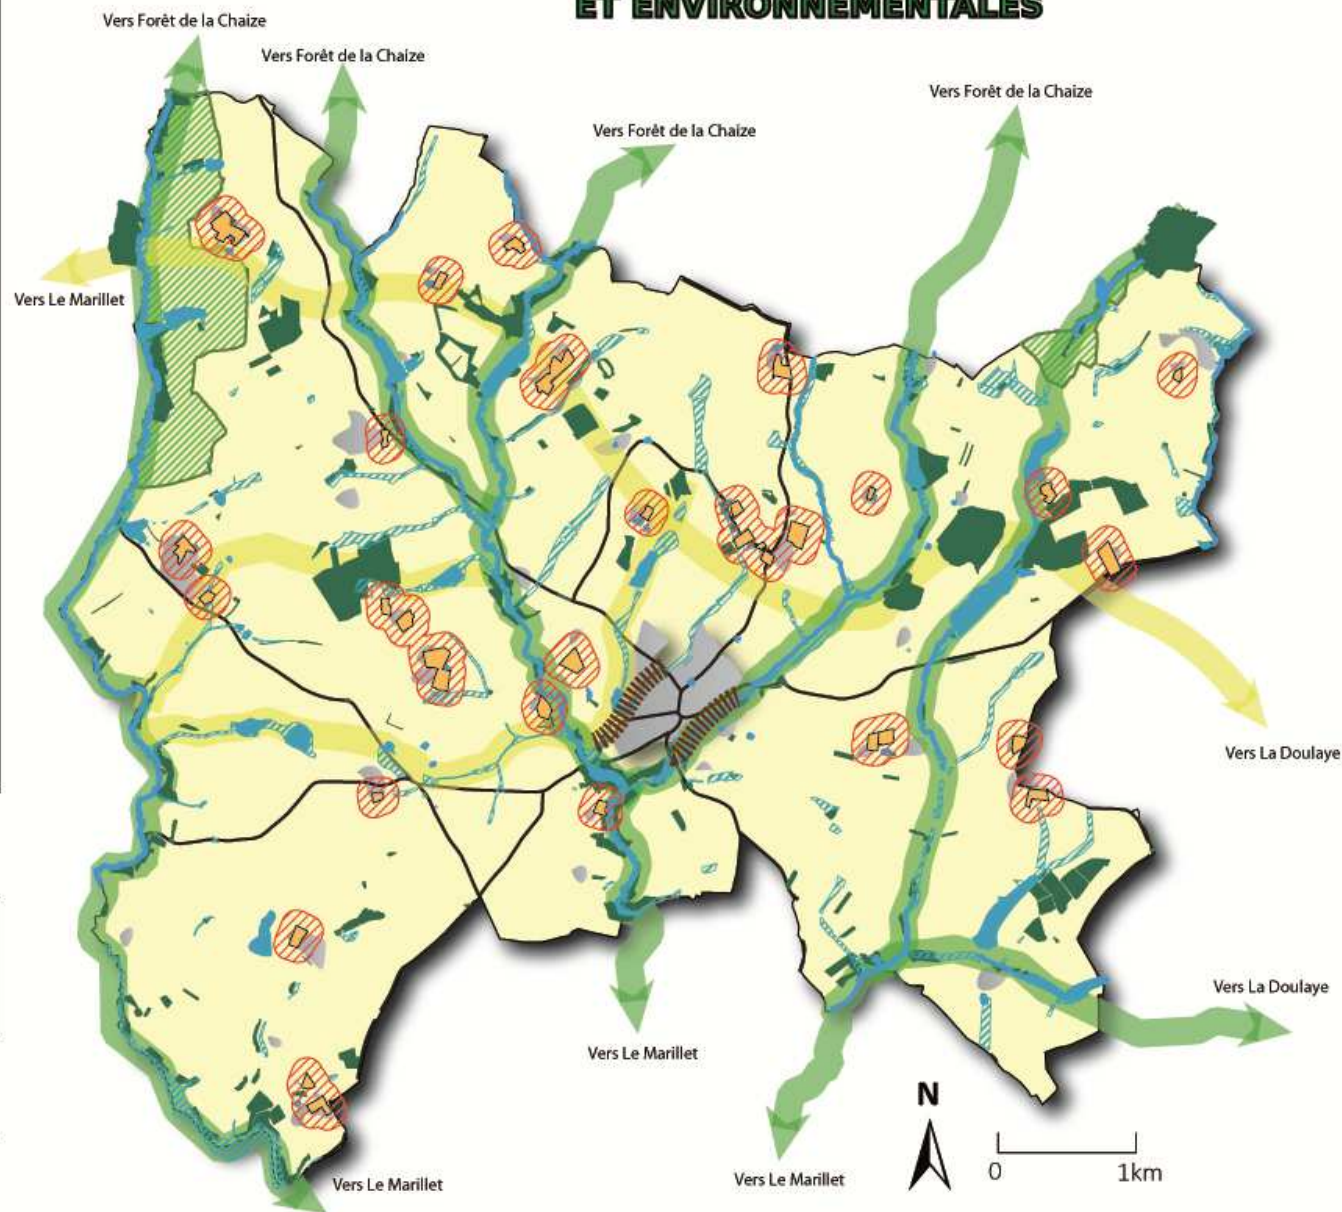 ET ENVIRONNEMENTALES
Vers Forêt de la Chaize
Vers Forêt de la Chaize
Vers Forêt de la Chaize
Vers Forêt de la Chaize
Vers Le Marillet
Vers La Doulaye
Vers La Doulaye
Vers Le Marillet
N
0 1km
Vers Le Marillet
Vers Le Marillet